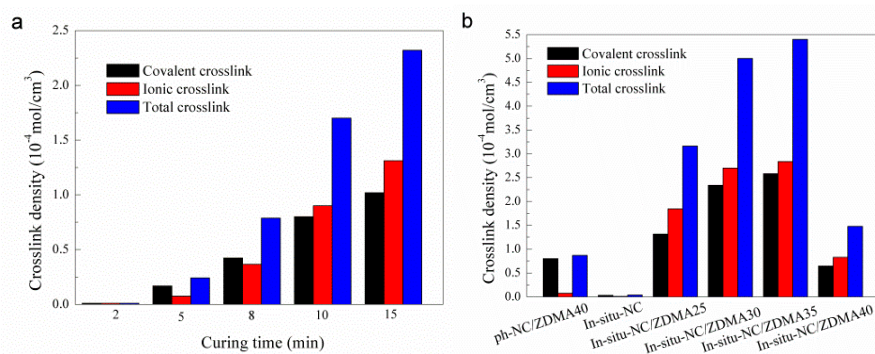 a
2.5
2.0
1.5
1.0
0.5
0.0
Crosslink density (10⁻⁴mol/cm³)
Covalent crosslink
Ionic crosslink
Total crosslink
2 5 8 10 15
Curing time (min)
b
5.5
5.0
4.5
4.0
3.5
3.0
2.5
2.0
1.5
1.0
0.5
0.0
Crosslink density (10⁻⁴mol/cm³)
Covalent crosslink
Ionic crosslink
Total crosslink
ph-NC/ZDMA40
In-situ-NC
In-situ-NC/ZDMA25
In-situ-NC/ZDMA30
In-situ-NC/ZDMA35
In-situ-NC/ZDMA40